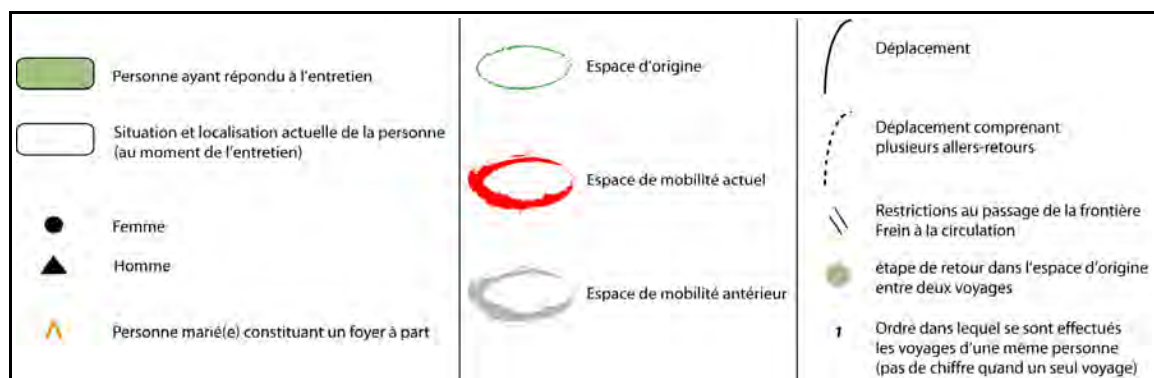 Personne ayant répondu à l'entretien
Situation et localisation actuelle de la personne
(au moment de l'entretien)
Femme
Homme
Personne marié(e) constituant un foyer à part
Espace d'origine
Espace de mobilité actuel
Espace de mobilité antérieur
Déplacement
Déplacement comprenant
plusieurs allers-retours
Restrictions au passage de la frontière
Frein à la circulation
étape de retour dans l'espace d'origine
entre deux voyages
1 Ordre dans lequel se sont effectués
les voyages d'une même personne
(pas de chiffre quand un seul voyage)